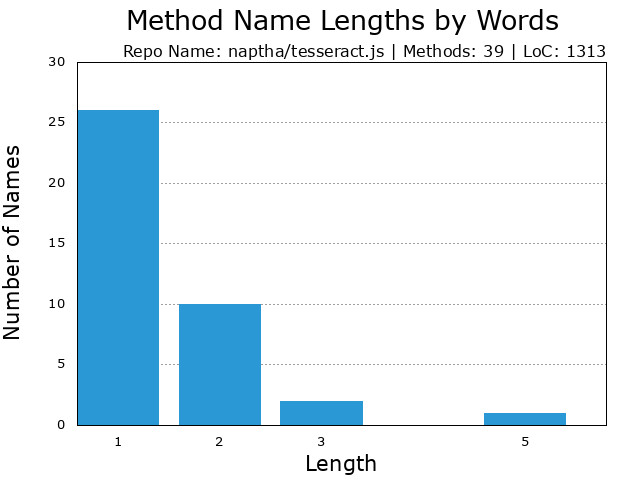 Method Name Lengths by Words
Repo Name: naptha/tesseract.js | Methods: 39 | LoC: 1313
30
25
20
15
10
5
0
Number of Names
1 2 3 5
Length